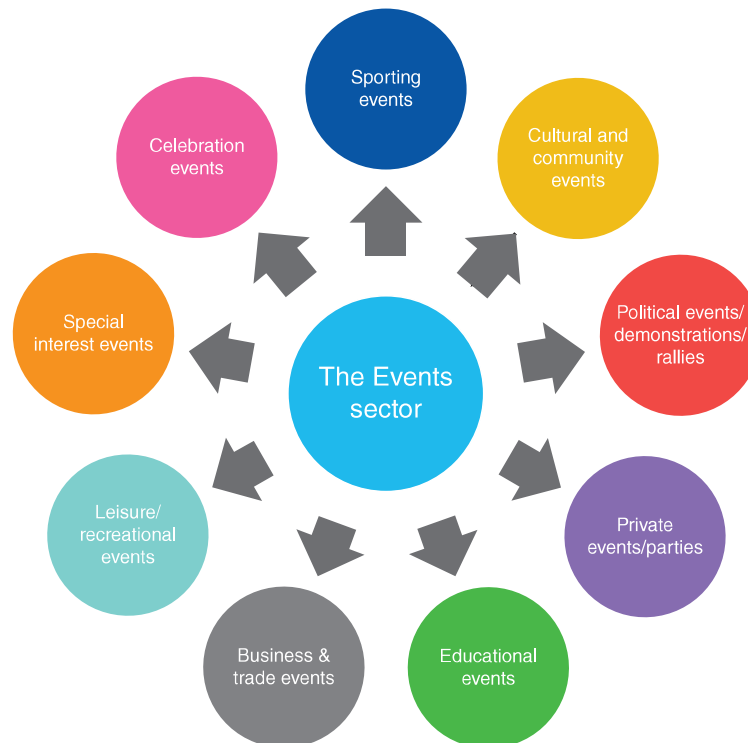 Sporting
events
Cultural and
community
events
Political events/
demonstrations/
rallies
Private
events/parties
Educational
events
Business &
trade events
Leisure/
recreational
events
Special
interest events
Celebration
events
The Events
sector